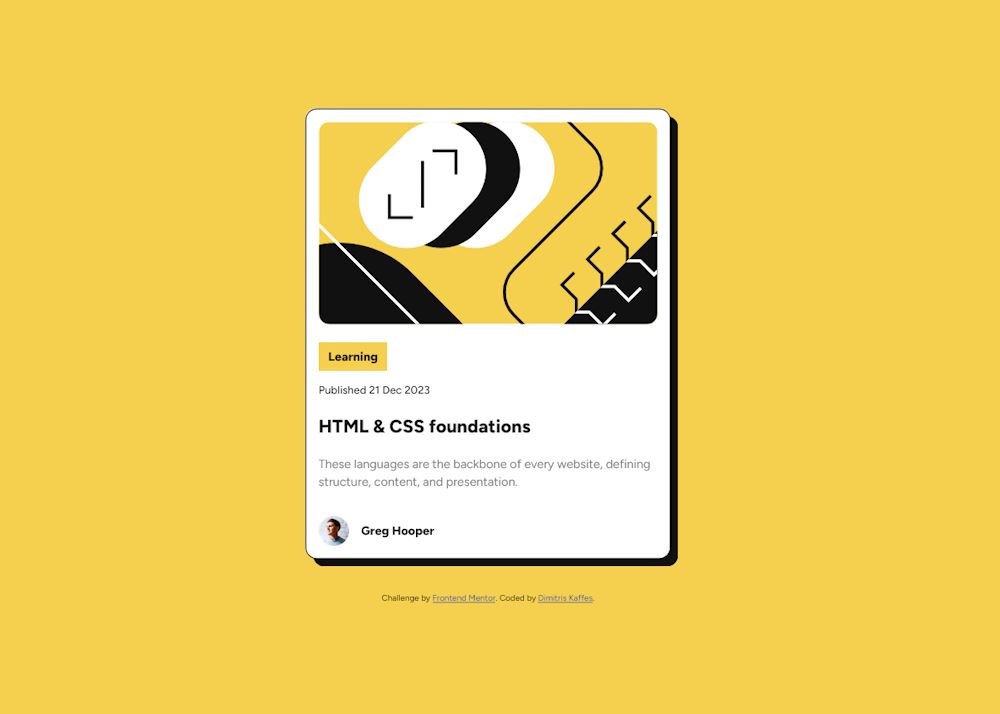 Learning
Published 21 Dec 2023
HTML & CSS foundations
These languages are the backbone of every website, defining
structure, content, and presentation.
Greg Hooper
Challenge by Frontend Mentor. Coded by Dimitris Kaffes.